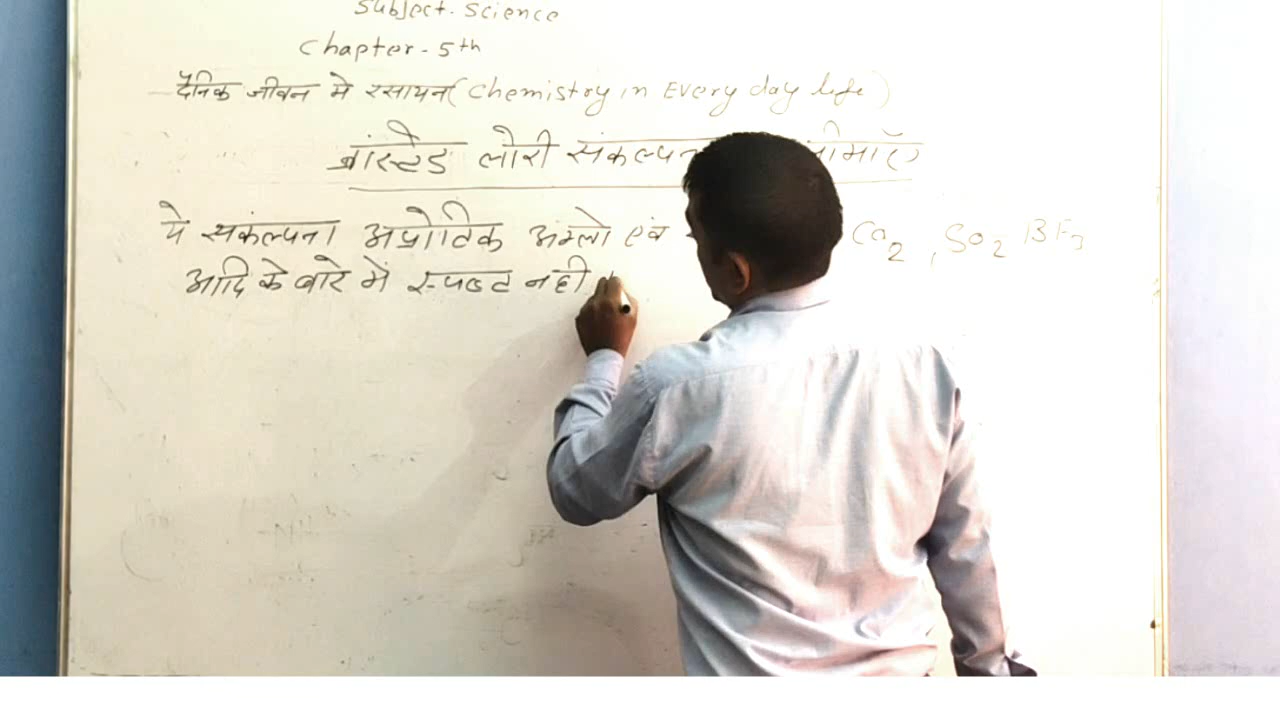 Subject. Science
Chapter - 5th
दैनिक जीवन मे रसायन (Chemistry in Every day life)
ब्रांस्टेड लोरी संकल्पना
ये संकंल्पना अप्रोटिक अम्लो एवं Co2, SO2 BF3
आदि के बारे में स्पष्ट नही